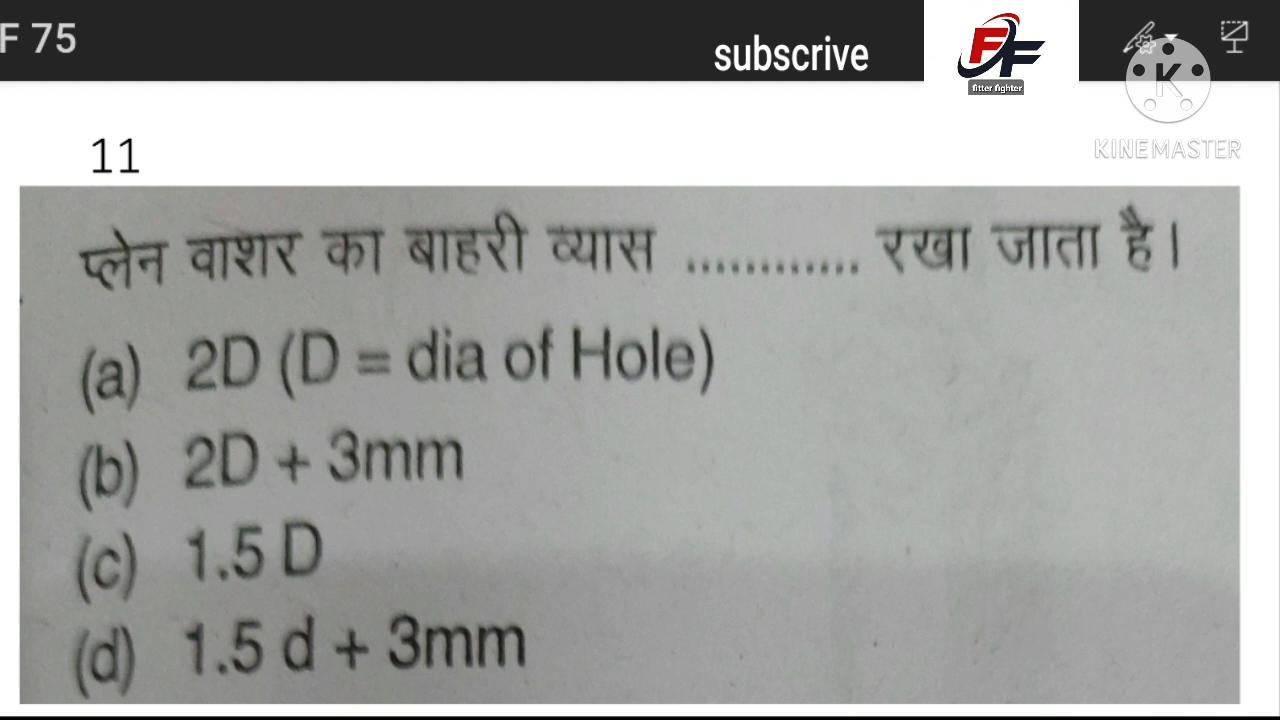 F 75
subscrive
FF
fitter fighter
K
KINEMASTER
11
प्लेन वाशर का बाहरी व्यास ............ रखा जाता है।
(a) 2D (D = dia of Hole)
(b) 2D + 3mm
(c) 1.5 D
(d) 1.5 d + 3mm